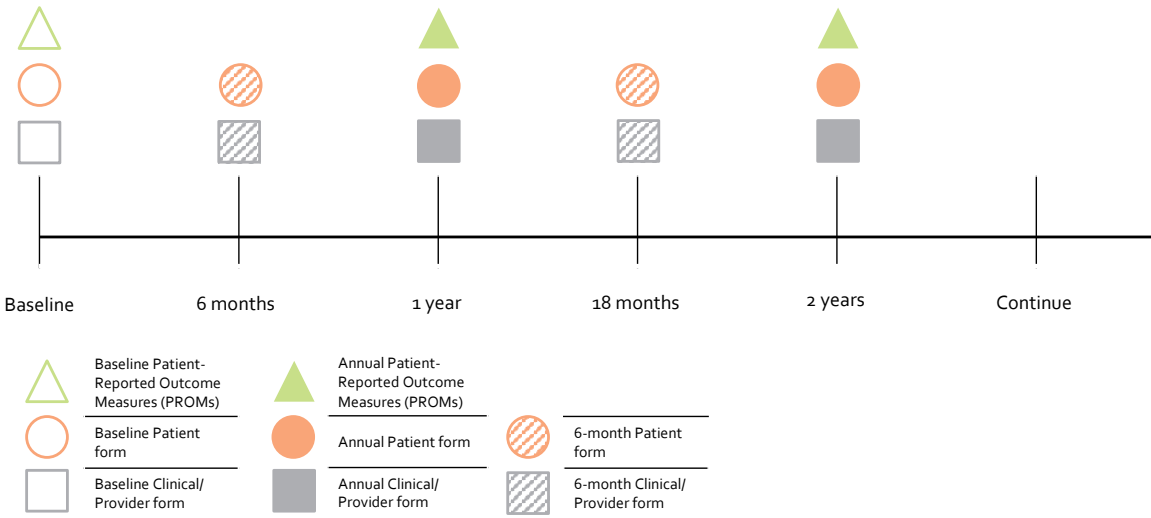 Baseline
6 months
1 year
18 months
2 years
Continue
Baseline Patient-
Reported Outcome
Measures (PROMs)
Annual Patient-
Reported Outcome
Measures (PROMs)
Baseline Patient
form
Annual Patient form
6-month Patient
form
Baseline Clinical/
Provider form
Annual Clinical/
Provider form
6-month Clinical/
Provider form